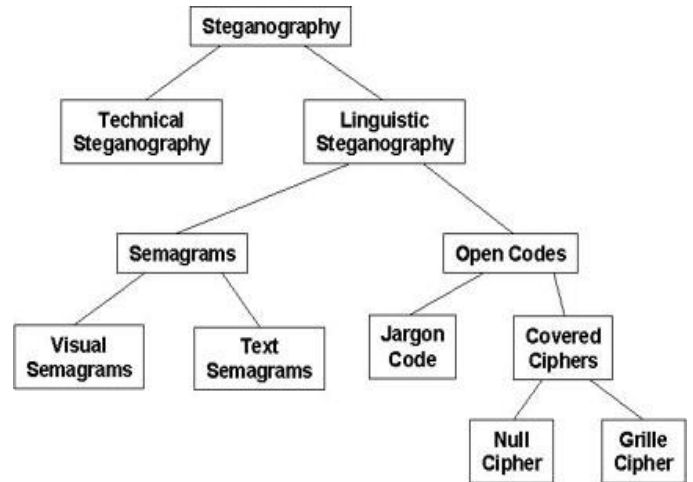 Steganography
Technical
Steganography
Linguistic
Steganography
Semagrams
Open Codes
Visual
Semagrams
Text
Semagrams
Jargon
Code
Covered
Ciphers
Null
Cipher
Grille
Cipher